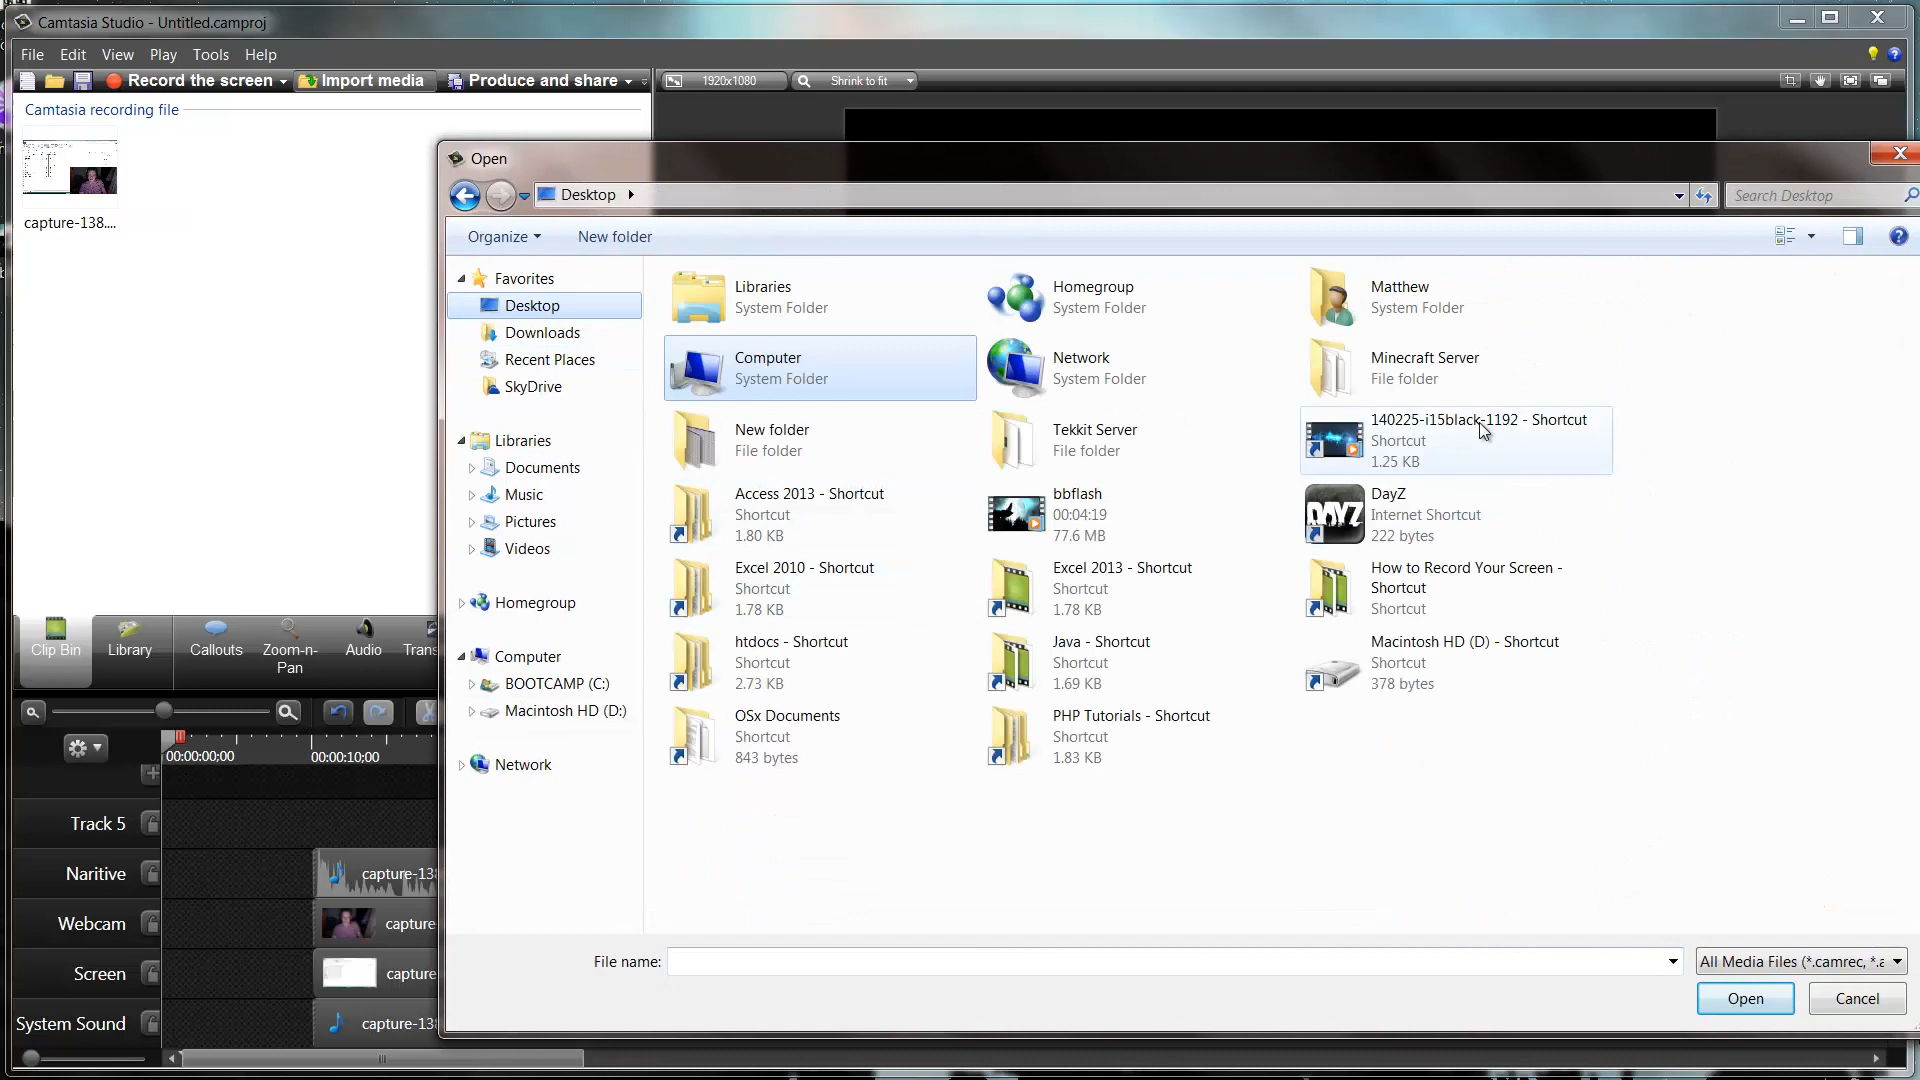 Camtasia Studio - Untitled.camproj
File Edit View Play Tools Help
Record the screen Import media Produce and share 1920x1080 Shrink to fit
Camtasia recording file
capture-138....
Open
Desktop
Search Desktop
Organize New folder
Favorites
Desktop
Downloads
Recent Places
SkyDrive
Libraries
Documents
Music
Pictures
Videos
Homegroup
Computer
BOOTCAMP (C:)
Macintosh HD (D:)
Network
Libraries
System Folder
Homegroup
System Folder
Matthew
System Folder
Computer
System Folder
Network
System Folder
Minecraft Server
File folder
New folder
File folder
Tekkit Server
File folder
140225-i15black-1192 - Shortcut
Shortcut
1.25 KB
Access 2013 - Shortcut
Shortcut
1.80 KB
bbflash
00:04:19
77.6 MB
DAYZ
DayZ
Internet Shortcut
222 bytes
Excel 2010 - Shortcut
Shortcut
1.78 KB
Excel 2013 - Shortcut
Shortcut
1.78 KB
How to Record Your Screen -
Shortcut
Shortcut
htdocs - Shortcut
Shortcut
2.73 KB
Java - Shortcut
Shortcut
1.69 KB
Macintosh HD (D) - Shortcut
Shortcut
378 bytes
OSx Documents
Shortcut
843 bytes
PHP Tutorials - Shortcut
Shortcut
1.83 KB
File name:
All Media Files (*.camrec, *.a
Open Cancel
Clip Bin
Library
Callouts
Zoom-n-
Pan
Audio
Trans
00:00:00;00 00:00:10;00
Track 5
Naritive capture-138
Webcam capture
Screen capture
System Sound capture-138